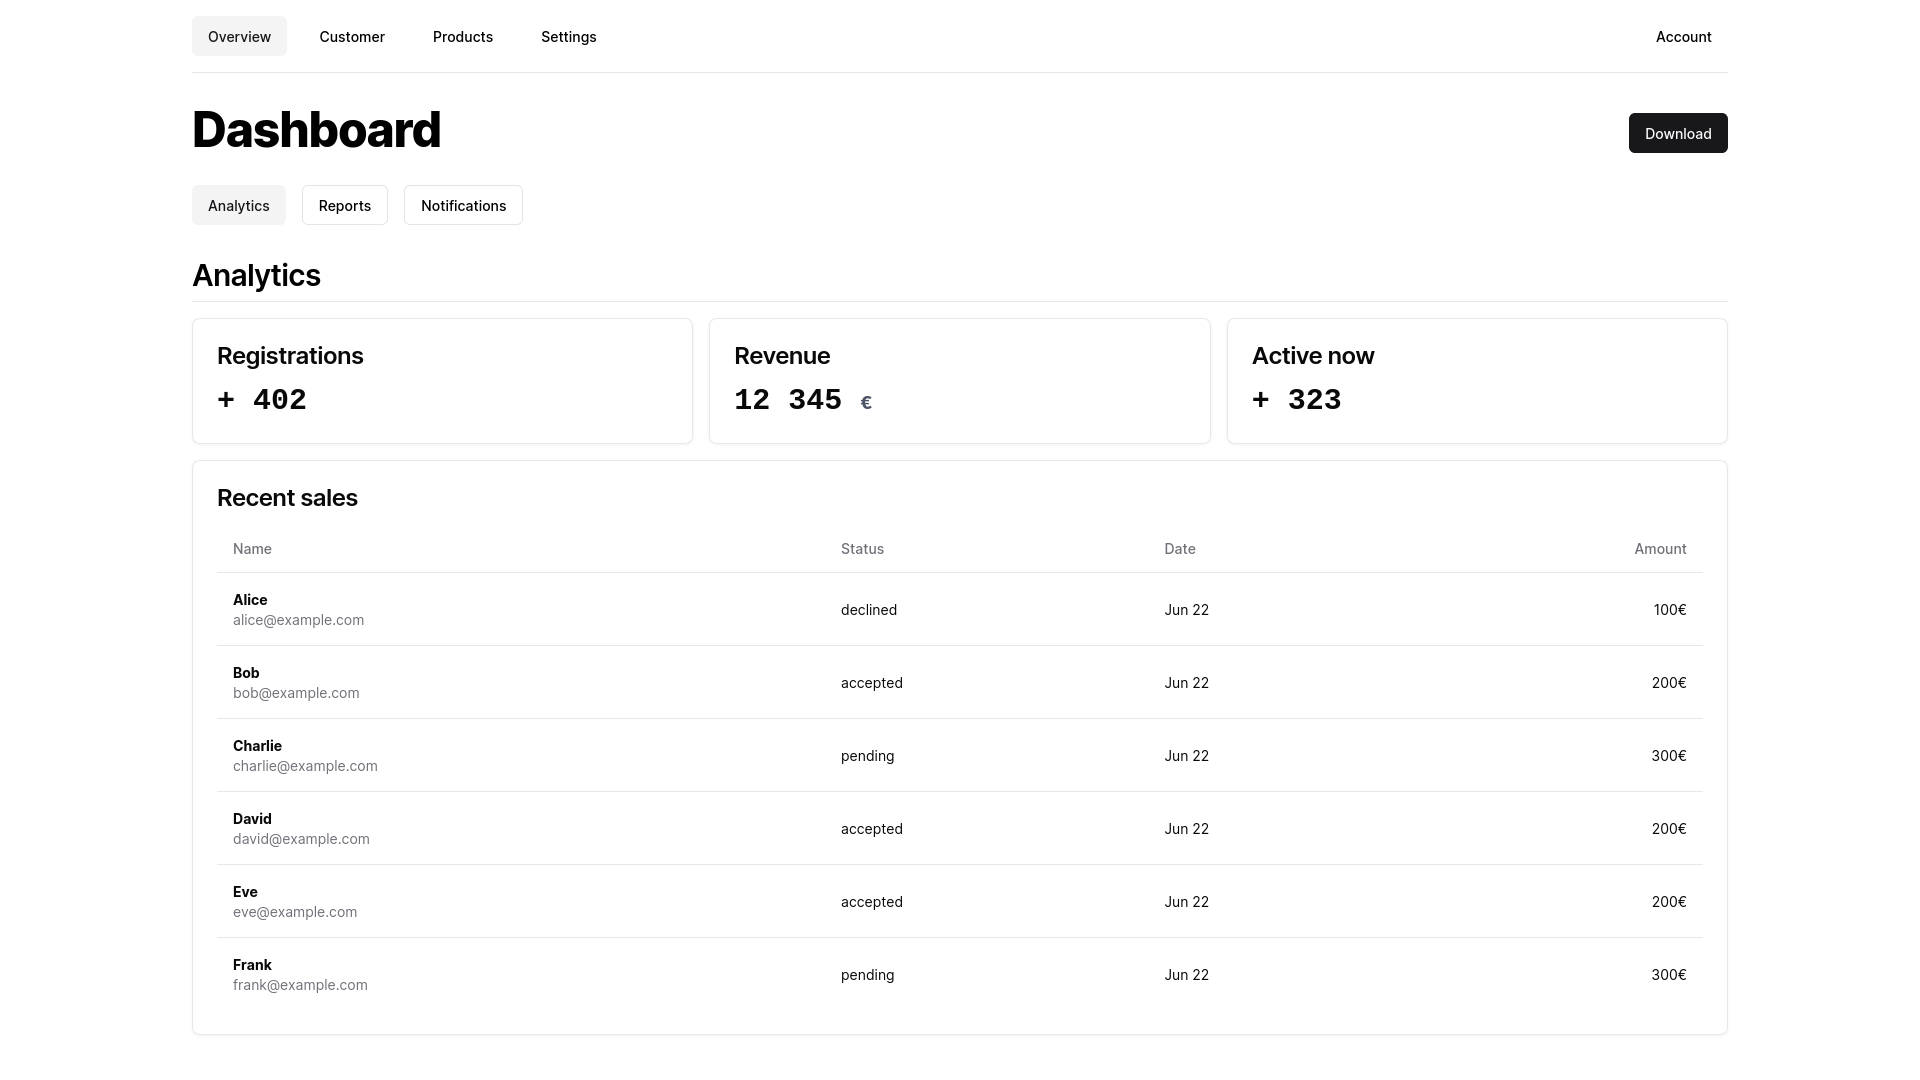 Overview Customer Products Settings Account
Dashboard Download
Analytics Reports Notifications
Analytics
Registrations Revenue Active now
+ 402 12 345 € + 323
Recent sales
Name Status Date Amount
Alice
alice@example.com declined Jun 22 100€
Bob
bob@example.com accepted Jun 22 200€
Charlie
charlie@example.com pending Jun 22 300€
David
david@example.com accepted Jun 22 200€
Eve
eve@example.com accepted Jun 22 200€
Frank
frank@example.com pending Jun 22 300€